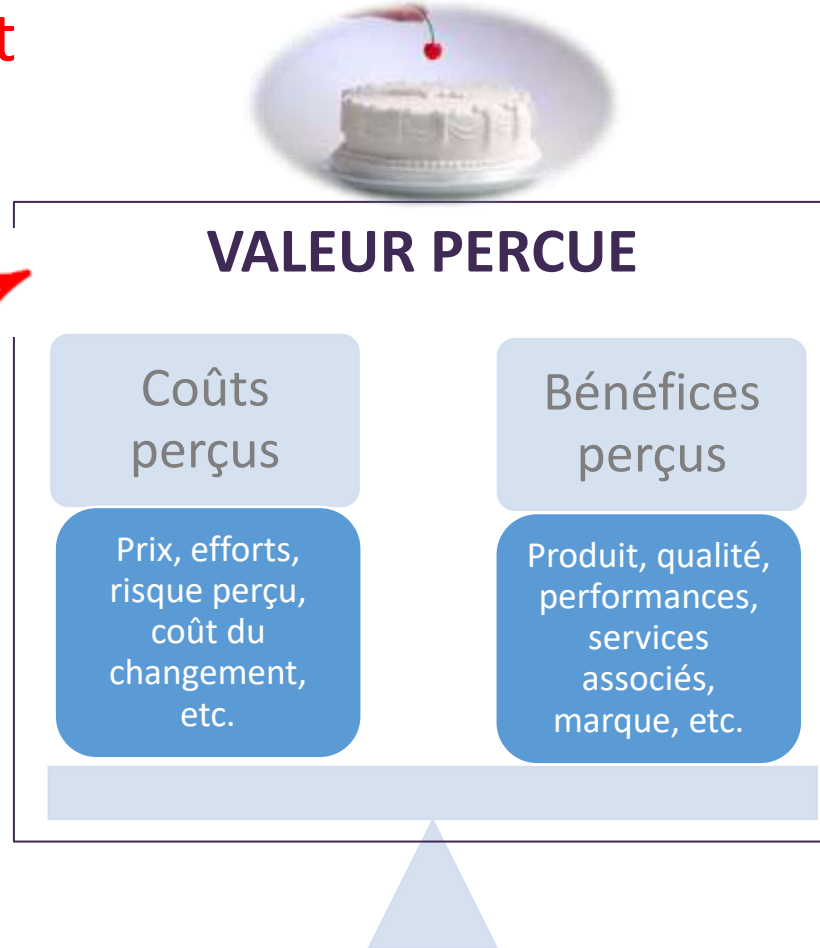 t
VALEUR PERCUE
Coûts
perçus
Bénéfices
perçus
Prix, efforts,
risque perçu,
coût du
changement,
etc.
Produit, qualité,
performances,
services
associés,
marque, etc.